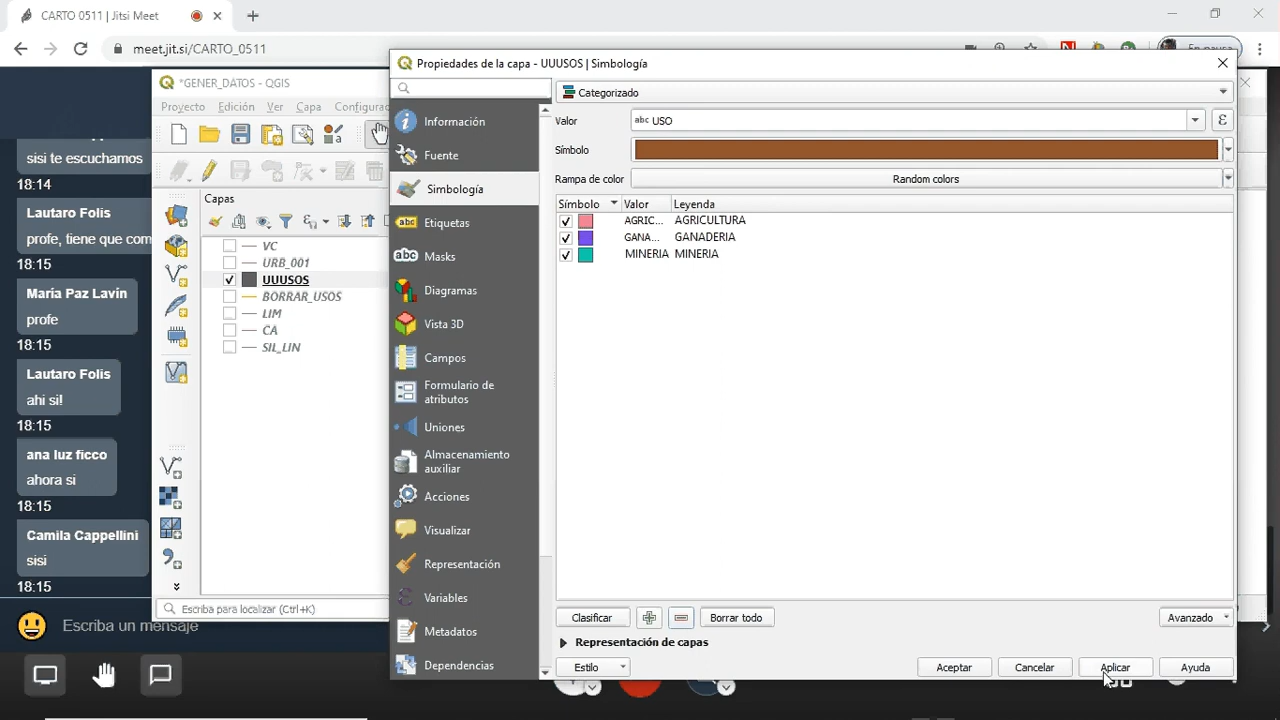 CARTO 0511 | Jitsi Meet
meet.jit.si/CARTO_0511
En pausa
sisi te escuchamos
18:14
Lautaro Folis
profe, tiene que com
18:15
María Paz Lavín
profe
18:15
Lautaro Folis
ahi si!
18:15
ana luz ficco
ahora si
18:15
Camila Cappellini
sisi
18:15
Escriba un mensaje
*GENER_DATOS - QGIS
Proyecto Edición Ver Capa Configura
Capas
VC
URB_001
UUUSOS
BORRAR_USOS
LIM
CA
SIL_LIN
Escriba para localizar (Ctrl+K)
Propiedades de la capa - UUUSOS | Simbología
Información
Fuente
Simbología
abc Etiquetas
abc Masks
Diagramas
Vista 3D
Campos
Formulario de
atributos
Uniones
Almacenamiento
auxiliar
Acciones
Visualizar
Representación
Variables
Metadatos
Dependencias
Categorizado
Valor abc USO ε
Símbolo
Rampa de color Random colors
Símbolo Valor Leyenda
AGRIC... AGRICULTURA
GANA... GANADERIA
MINERIA MINERIA
Clasificar Borrar todo Avanzado
Representación de capas
Estilo Aceptar Cancelar Aplicar Ayuda